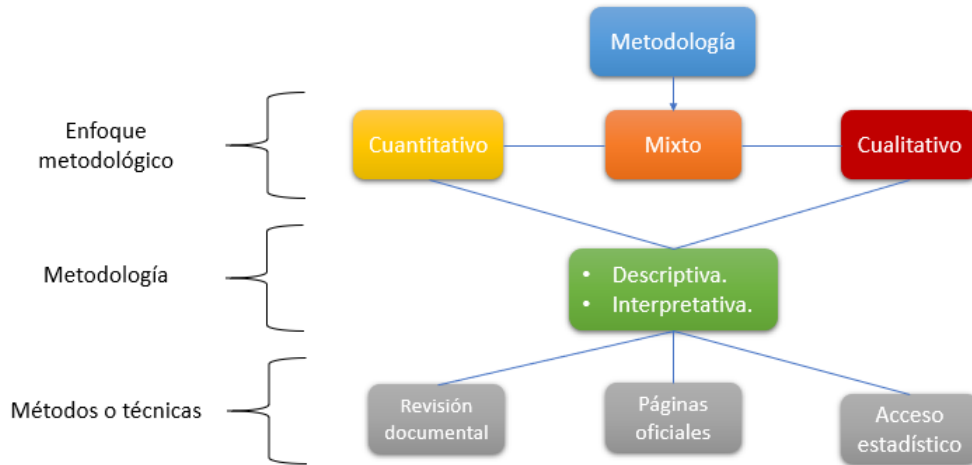 Metodología
Enfoque
metodológico
Cuantitativo
Mixto
Cualitativo
Metodología
• Descriptiva.
• Interpretativa.
Métodos o técnicas
Revisión
documental
Páginas
oficiales
Acceso
estadístico